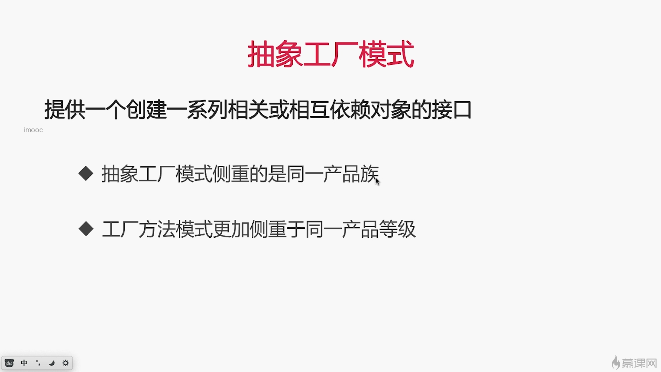 抽象工厂模式
提供一个创建一系列相关或相互依赖对象的接口
imooc
◆ 抽象工厂模式侧重的是同一产品族
◆ 工厂方法模式更加侧重于同一产品等级
中
慕课网